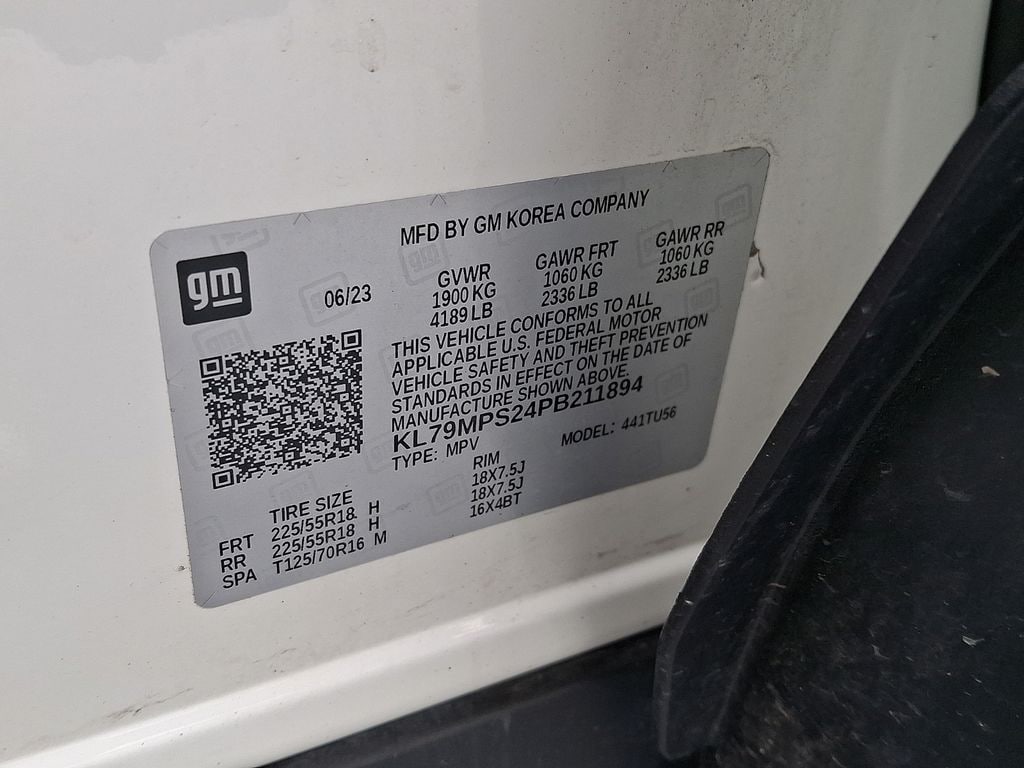 MFD BY GM KOREA COMPANY
gm
06/23
GVWR GAWR FRT GAWR RR
1900 KG 1060 KG 1060 KG
4189 LB 2336 LB 2336 LB
THIS VEHICLE CONFORMS TO ALL
APPLICABLE U.S. FEDERAL MOTOR
VEHICLE SAFETY AND THEFT PREVENTION
STANDARDS IN EFFECT ON THE DATE OF
MANUFACTURE SHOWN ABOVE.
KL79MPS24PB211894
TYPE: MPV MODEL: 441TU56
TIRE SIZE RIM
FRT 225/55R18 H 18X7.5J
RR 225/55R18 H 18X7.5J
SPA T125/70R16 M 16X4BT